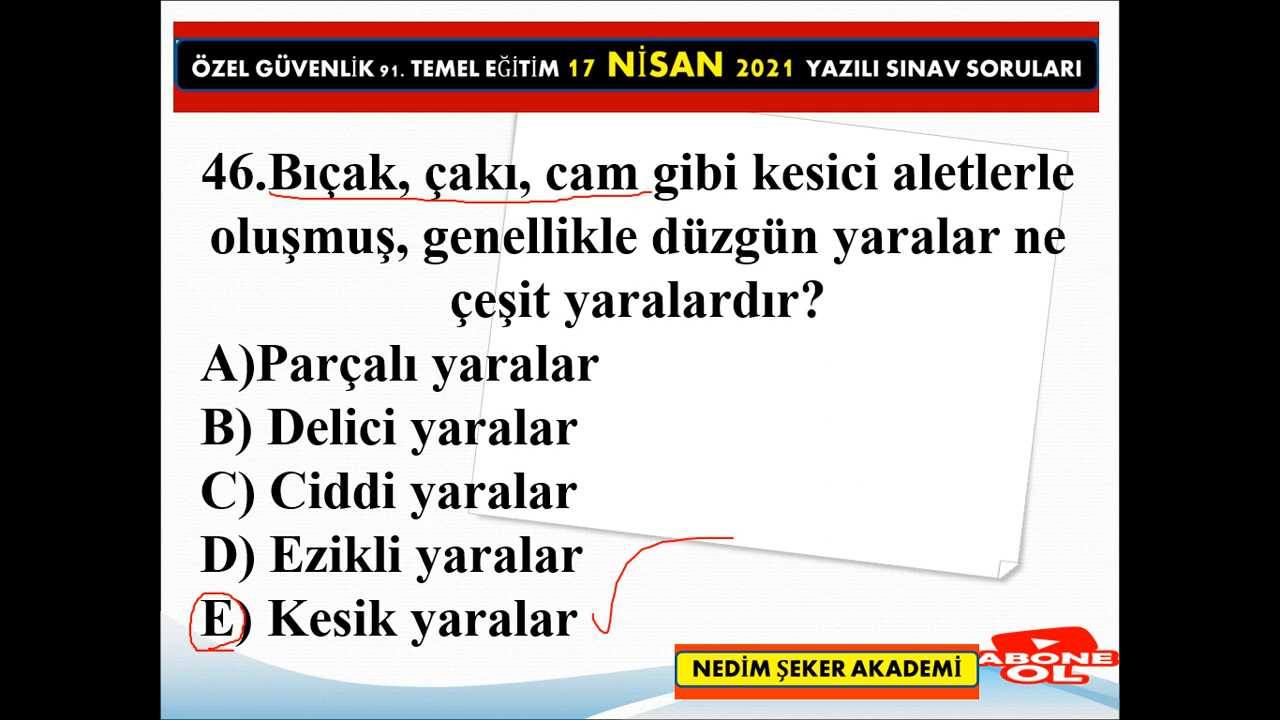 ÖZEL GÜVENLİK 91. TEMEL EĞİTİM 17 NİSAN 2021 YAZILI SINAV SORULARI
46.Bıçak, çakı, cam gibi kesici aletlerle
oluşmuş, genellikle düzgün yaralar ne
çeşit yaralardır?
A)Parçalı yaralar
B) Delici yaralar
C) Ciddi yaralar
D) Ezikli yaralar
E) Kesik yaralar
NEDİM ŞEKER AKADEMİ
ABONE
OL